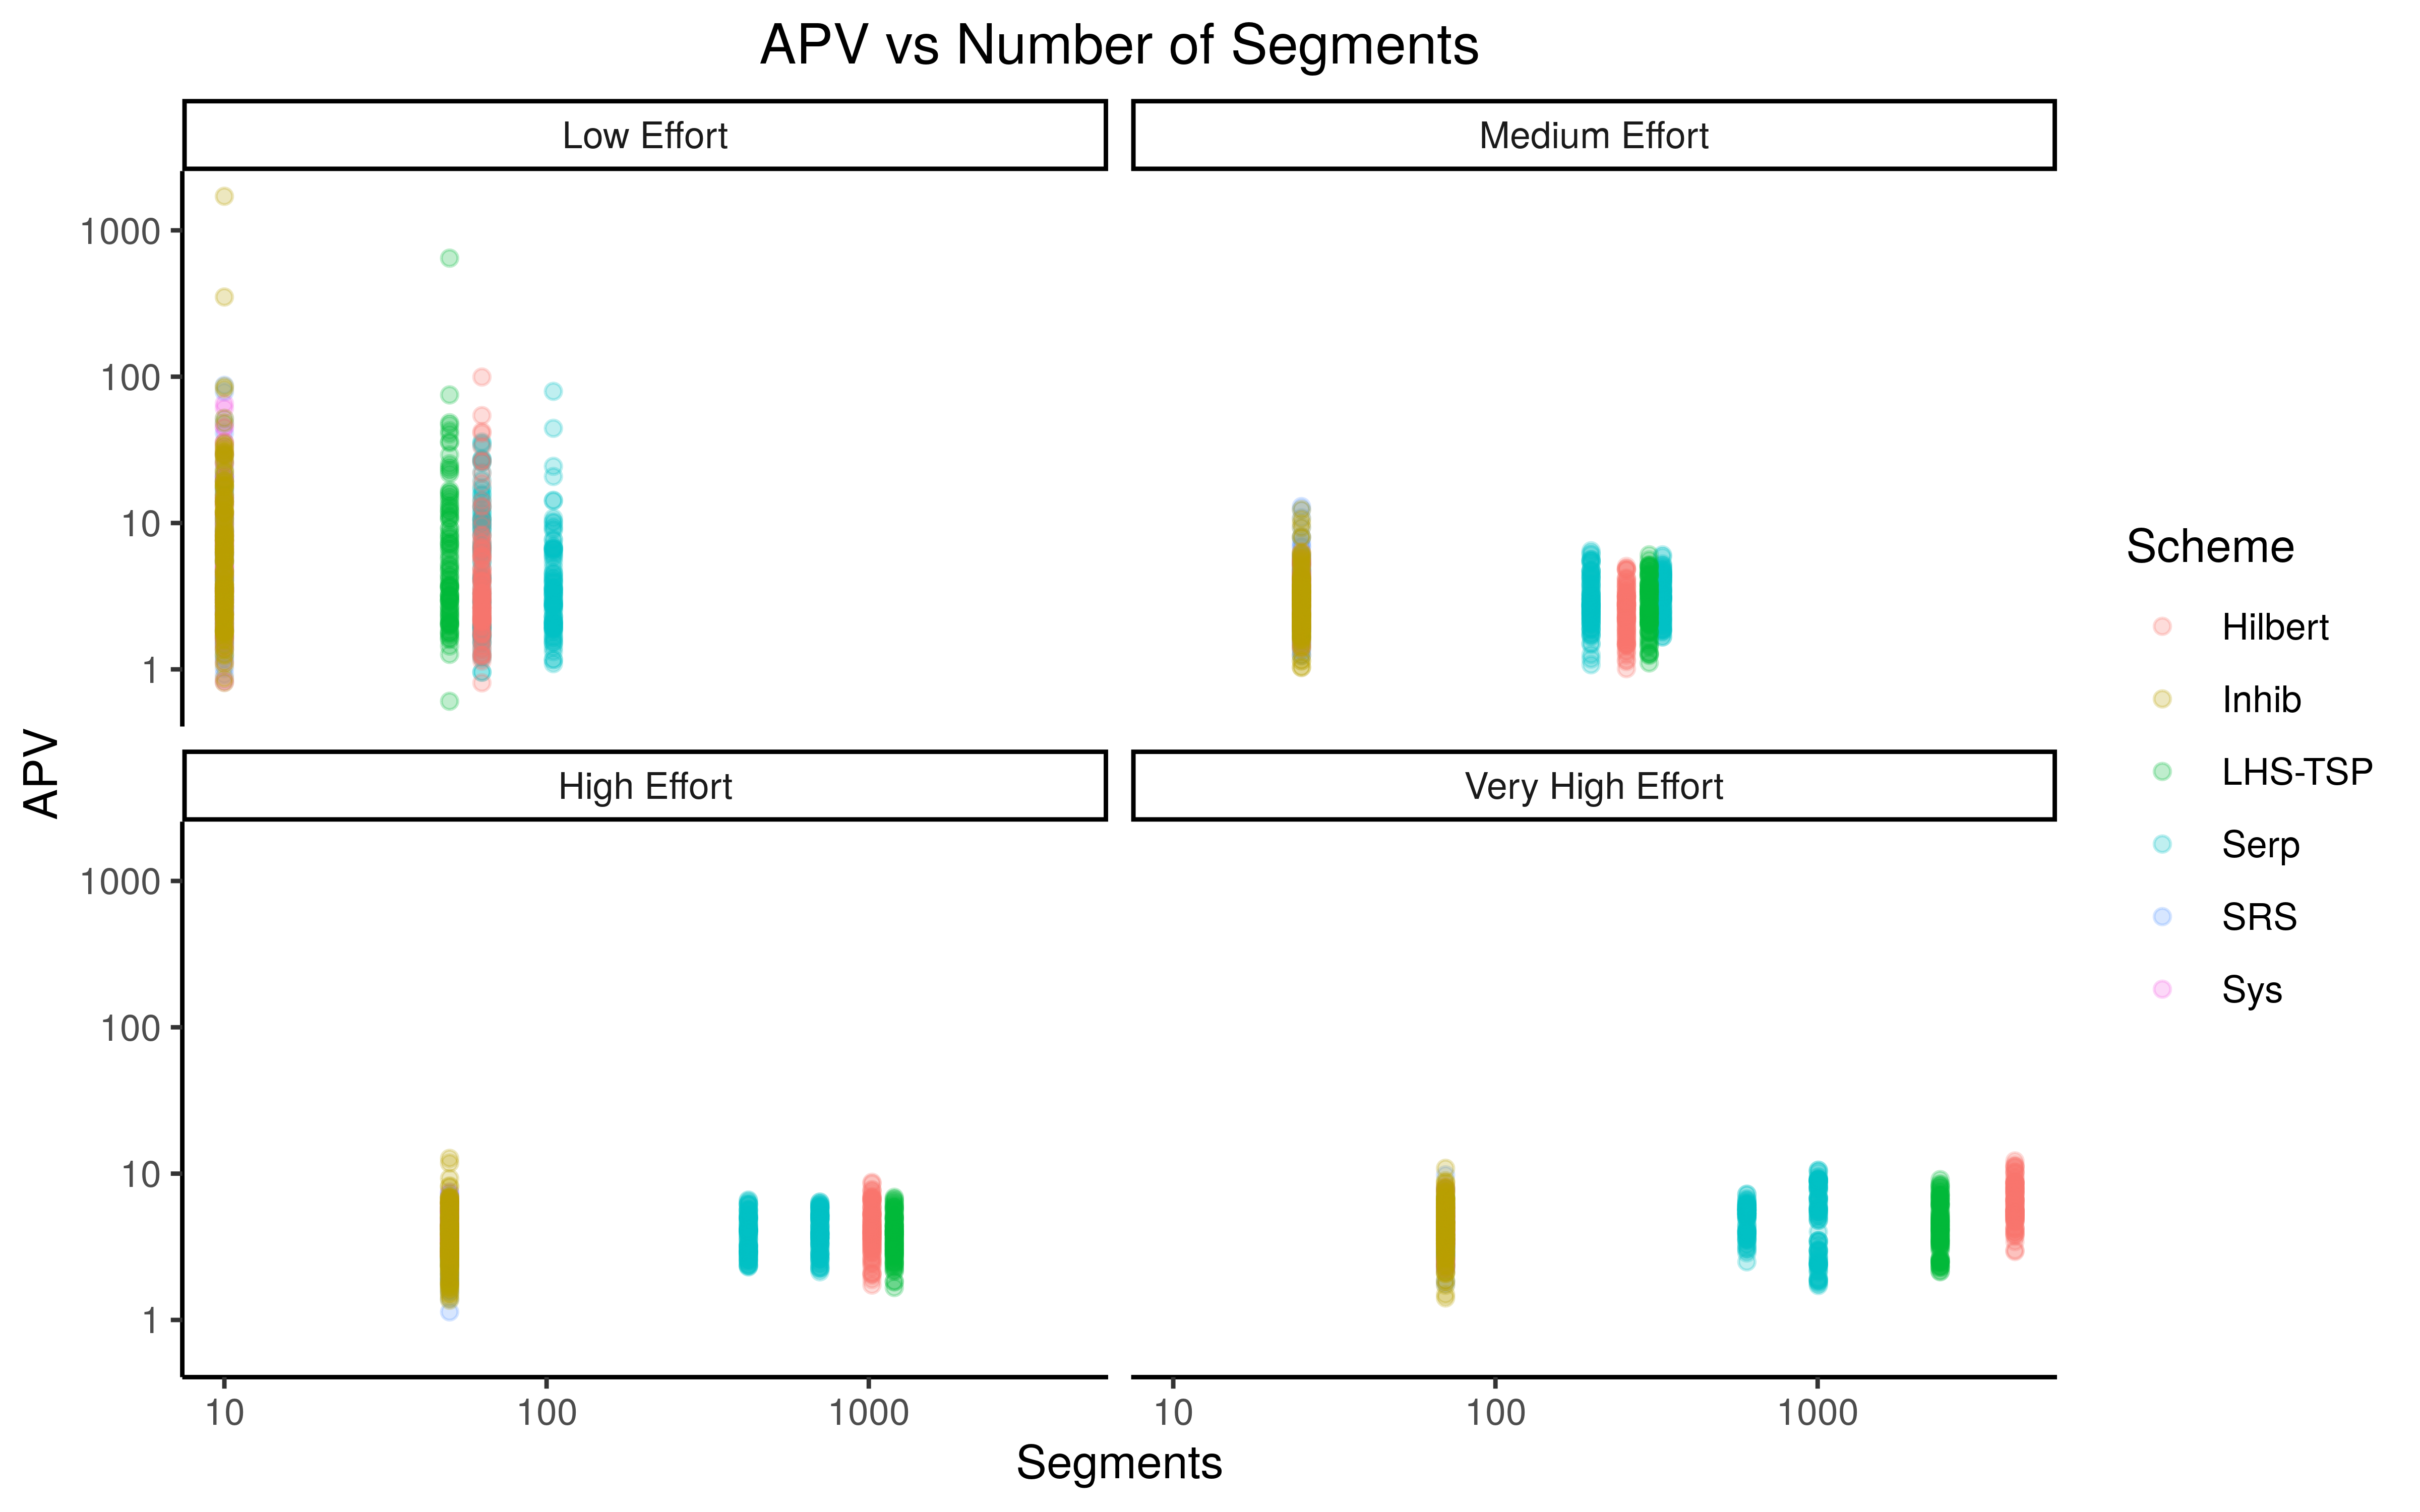 APV vs Number of Segments
Low Effort
Medium Effort
1000
100
10
1
High Effort
Very High Effort
1000
100
10
1
10
100
1000
10
100
1000
Segments
APV
Scheme
Hilbert
Inhib
LHS-TSP
Serp
SRS
Sys